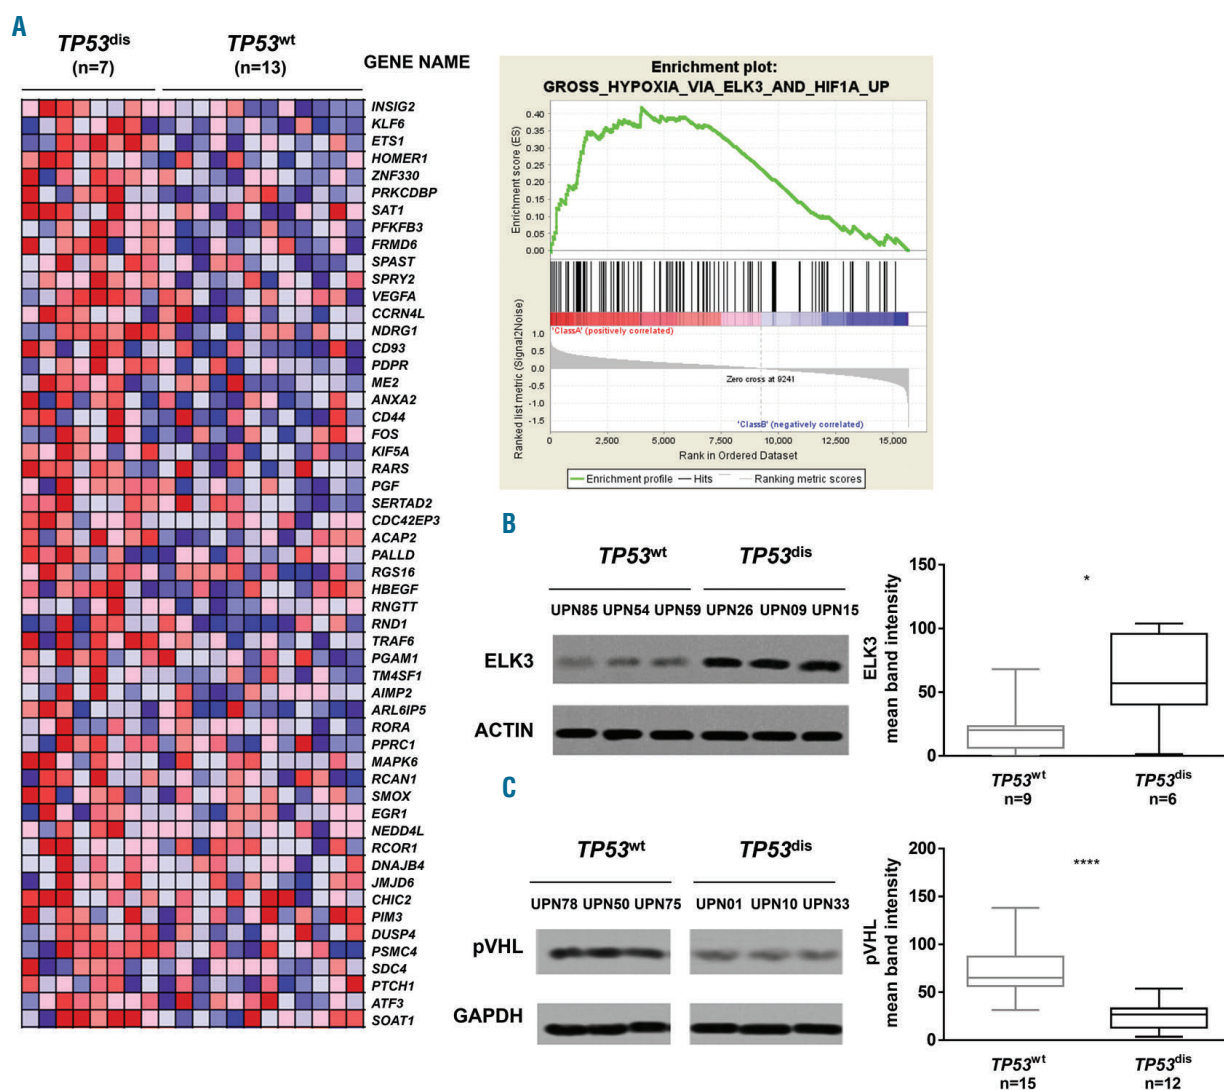 A
TP53dis
(n=7)
TP53wt
(n=13)
GENE NAME
INSIG2
KLF6
ETS1
HOMER1
ZNF330
PRKCDBP
SAT1
PFKFB3
FRMD6
SPAST
SPRY2
VEGFA
CCRN4L
NDRG1
CD93
PDPR
ME2
ANXA2
CD44
FOS
KIF5A
RARS
PGF
SERTAD2
CDC42EP3
ACAP2
PALLD
RGS16
HBEGF
RNGTT
RND1
TRAF6
PGAM1
TM4SF1
AIMP2
ARL6IP5
RORA
PPRC1
MAPK6
RCAN1
SMOX
EGR1
NEDD4L
RCOR1
DNAJB4
JMJD6
CHIC2
PIM3
DUSP4
PSMC4
SDC4
PTCH1
ATF3
SOAT1
Enrichment plot:
GROSS_HYPOXIA_VIA_ELK3_AND_HIF1A_UP
Enrichment score (ES)
0.40
0.35
0.30
0.25
0.20
0.15
0.10
0.05
0.00
'ClassA' (positively correlated)
Ranked list metric (Signal2Noise)
1.0
0.5
0.0
-0.5
-1.0
-1.5
Zero cross at 9241
'ClassB' (negatively correlated)
0 2,500 5,000 7,500 10,000 12,500 15,000
Rank in Ordered Dataset
Enrichment profile Hits Ranking metric scores
B
TP53wt TP53dis
UPN85 UPN54 UPN59 UPN26 UPN09 UPN15
ELK3
ACTIN
ELK3
mean band intensity
150
100
50
0
*
TP53wt
n=9
TP53dis
n=6
C
TP53wt TP53dis
UPN78 UPN50 UPN75 UPN01 UPN10 UPN33
pVHL
GAPDH
pVHL
mean band intensity
200
150
100
50
0
****
TP53wt
n=15
TP53dis
n=12